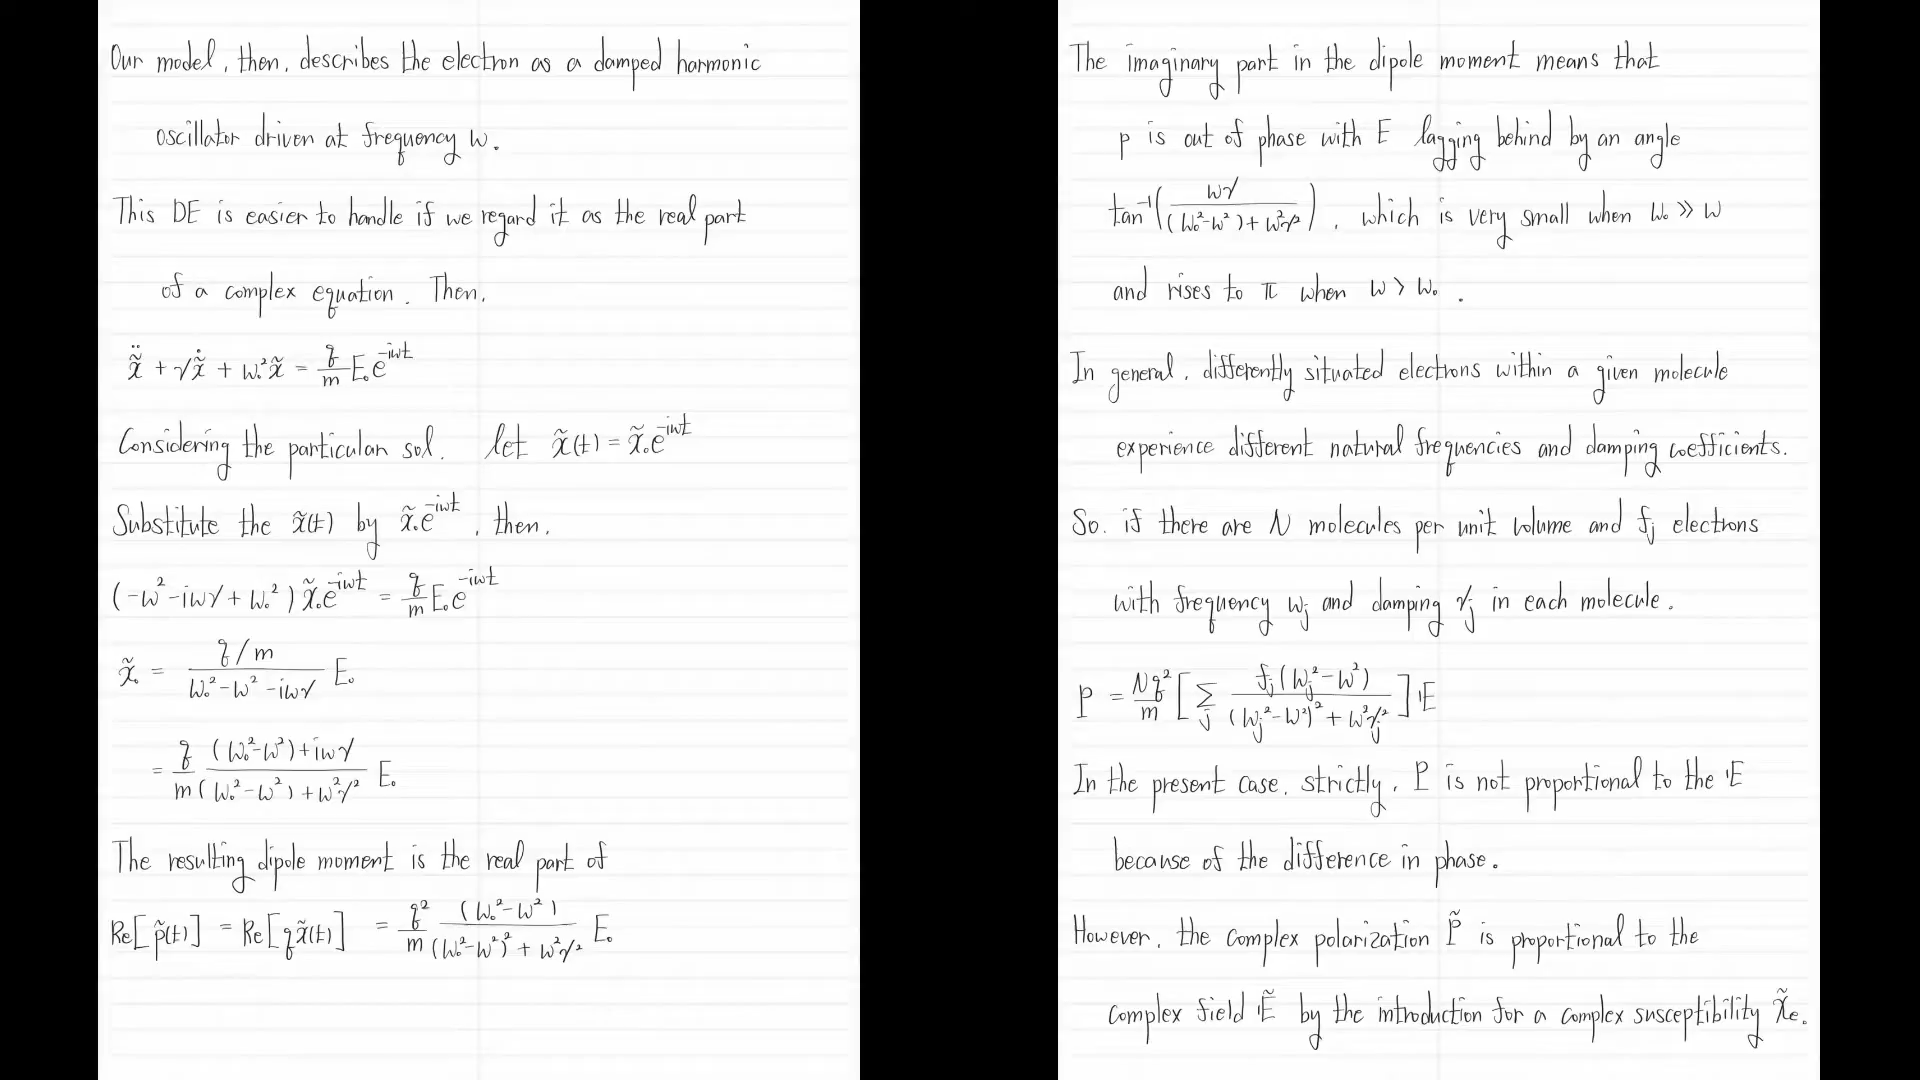 Our model, then, describes the electron as a damped harmonic
oscillator driven at frequency ω.
This DE is easier to handle if we regard it as the real part
of a complex equation. Then,
ẍ̃ + γẋ̃ + ω₀²x̃ = q/m E₀e^(-iωt)
Considering the particular sol. let x̃(t) = x̃₀e^(-iωt)
Substitute the x̃(t) by x̃₀e^(-iωt), then,
(-ω² - iωγ + ω₀²) x̃₀e^(-iωt) = q/m E₀e^(-iωt)
x̃₀ = (q/m)/(ω₀² - ω² - iωγ) E₀
= q/m ((ω₀² - ω²) + iωγ)/((ω₀² - ω²) + ω²γ²) E₀
The resulting dipole moment is the real part of
Re[p̃(t)] = Re[qx̃(t)] = q²/m (ω₀² - ω²)/((ω₀² - ω²)² + ω²γ²) E₀
The imaginary part in the dipole moment means that
p is out of phase with E lagging behind by an angle
tan⁻¹(ωγ/((ω₀² - ω²) + ω²γ²)), which is very small when ω₀ ≫ ω
and rises to π when ω > ω₀.
In general, differently situated electrons within a given molecule
experience different natural frequencies and damping coefficients.
So, if there are N molecules per unit volume and fⱼ electrons
with frequency ωⱼ and damping γⱼ in each molecule.
ℙ = Nq²/m [Σⱼ fⱼ(ωⱼ² - ω²)/((ωⱼ² - ω²)² + ω²γⱼ²)] 𝔼
In the present case, strictly, ℙ is not proportional to the 𝔼
because of the difference in phase.
However, the complex polarization ℙ̃ is proportional to the
complex field 𝔼̃ by the introduction for a complex susceptibility χ̃ₑ.